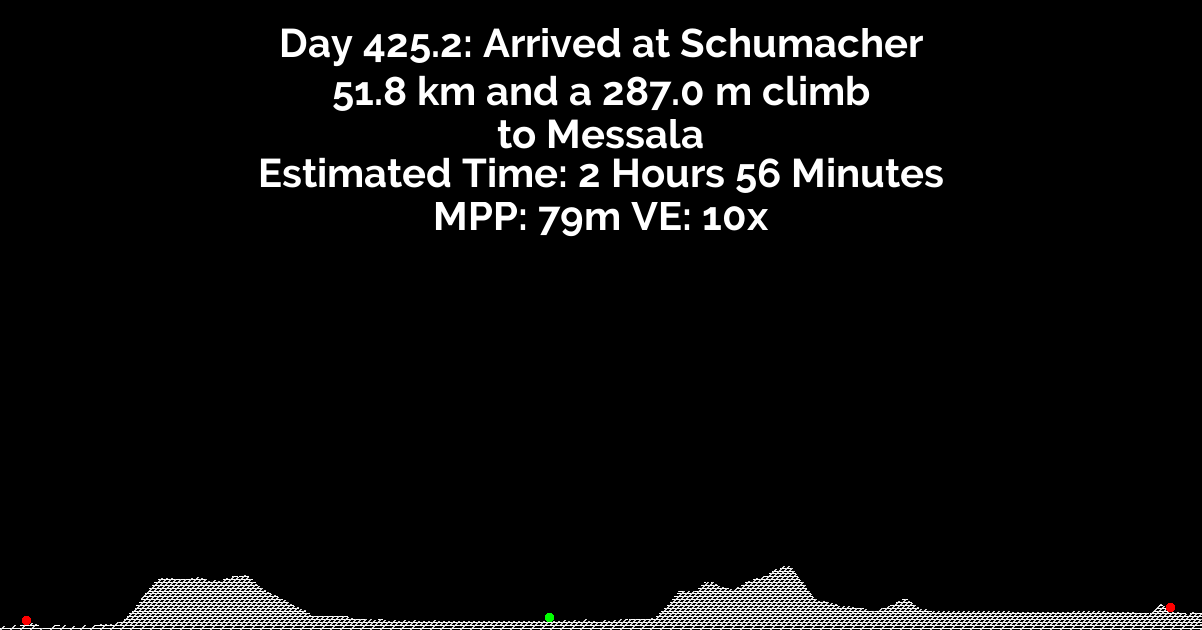 Day 425.2: Arrived at Schumacher
51.8 km and a 287.0 m climb
to Messala
Estimated Time: 2 Hours 56 Minutes
MPP: 79m VE: 10x